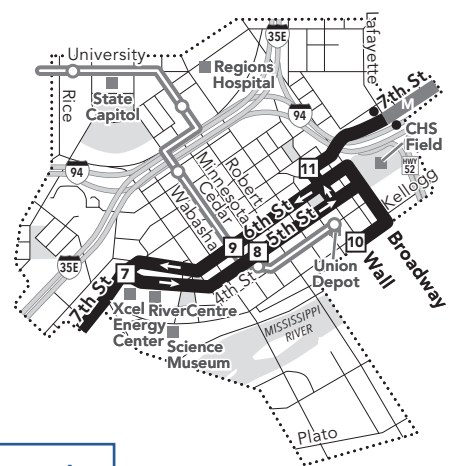 35E
Lafayette
University
Regions
Hospital
7th St.
M
State
Capitol
Rice
94
CHS
Field
HWY
52
94
11
Robert
Minnesota
Cedar
Wabasha
Kellogg
6th St.
5th St.
9
8
10
Broadway
Wall
35E
7
4th St.
Union
Depot
7th St.
Xcel
Energy
Center
RiverCentre
Science
Museum
MISSISSIPPI
RIVER
Plato